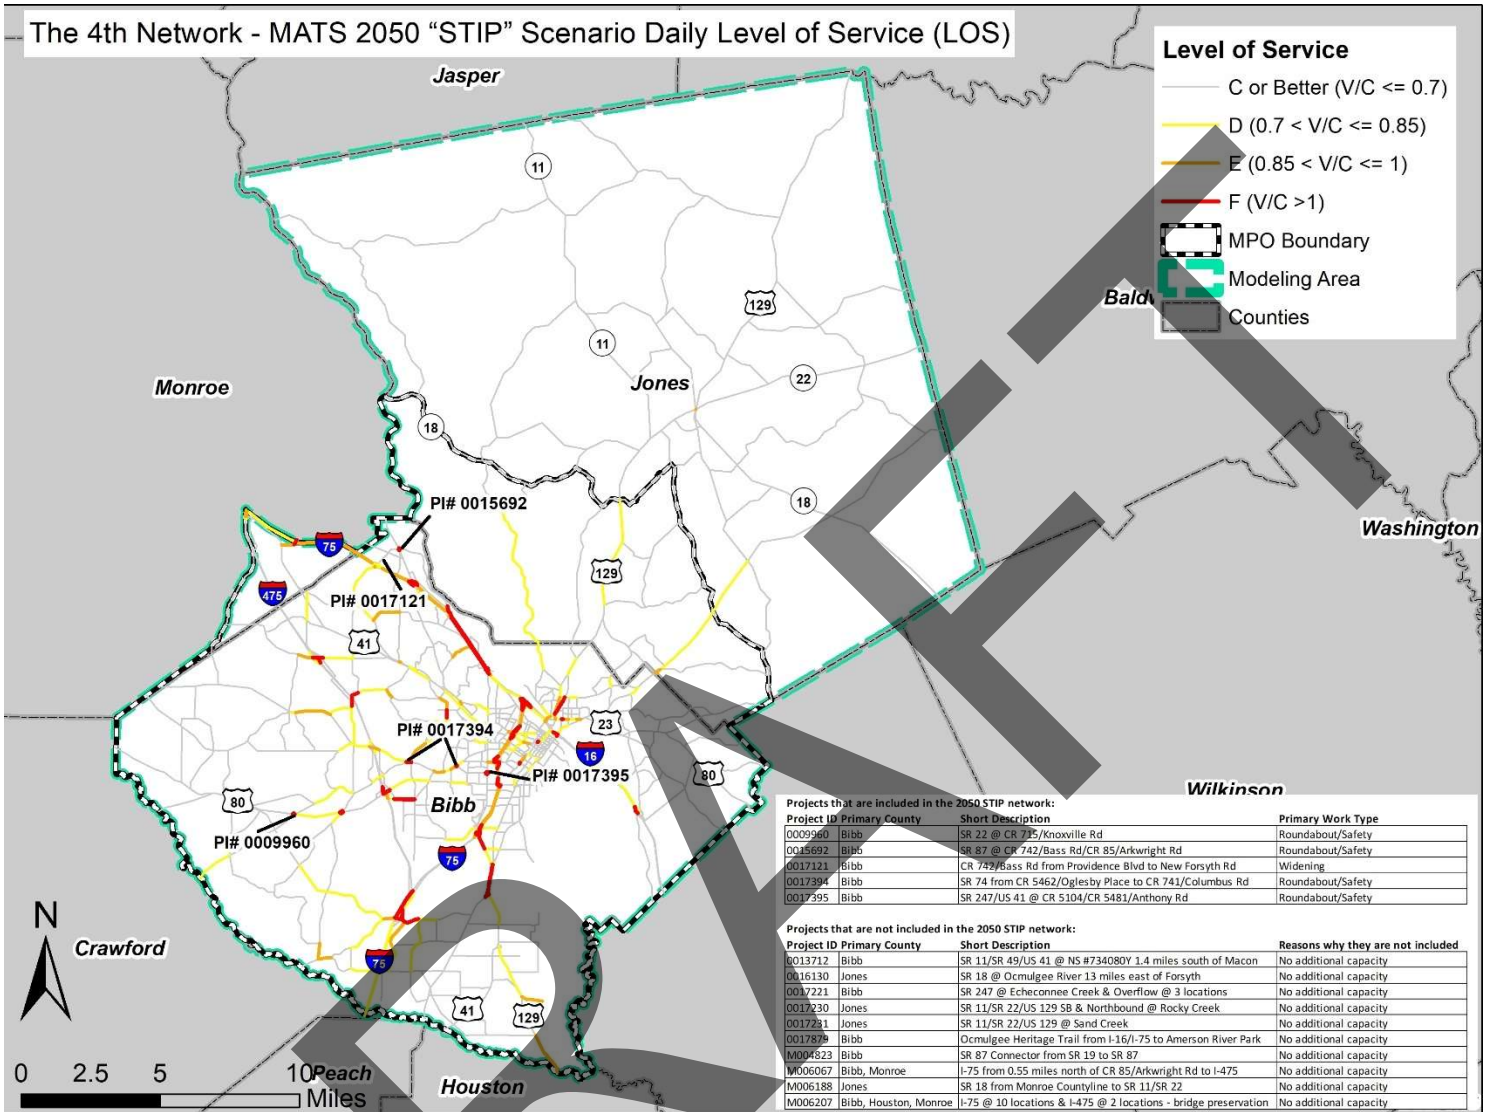 The 4th Network - MATS 2050 “STIP” Scenario Daily Level of Service (LOS)
Level of Service
C or Better (V/C <= 0.7)
D (0.7 < V/C <= 0.85)
E (0.85 < V/C <= 1)
F (V/C >1)
MPO Boundary
Modeling Area
Counties
Jasper
11
129
Baldw
11
22
Jones
Monroe
18
18
PI# 0015692
Washington
75
129
475
PI# 0017121
41
23
PI# 0017394
16
PI# 0017395
80
80
Bibb
Wilkinson
PI# 0009960
75
N
Crawford
75
41
129
0 2.5 5 10
Miles
Peach
Houston
Projects that are included in the 2050 STIP network:
Project ID Primary County Short Description Primary Work Type
0009960 Bibb SR 22 @ CR 715/Knoxville Rd Roundabout/Safety
0015692 Bibb SR 87 @ CR 742/Bass Rd/CR 85/Arkwright Rd Roundabout/Safety
0017121 Bibb CR 742/Bass Rd from Providence Blvd to New Forsyth Rd Widening
0017394 Bibb SR 74 from CR 5462/Oglesby Place to CR 741/Columbus Rd Roundabout/Safety
0017395 Bibb SR 247/US 41 @ CR 5104/CR 5481/Anthony Rd Roundabout/Safety
Projects that are not included in the 2050 STIP network:
Project ID Primary County Short Description Reasons why they are not included
0013712 Bibb SR 11/SR 49/US 41 @ NS #734080Y 1.4 miles south of Macon No additional capacity
0016130 Jones SR 18 @ Ocmulgee River 13 miles east of Forsyth No additional capacity
0017221 Bibb SR 247 @ Echeconnee Creek & Overflow @ 3 locations No additional capacity
0017230 Jones SR 11/SR 22/US 129 SB & Northbound @ Rocky Creek No additional capacity
0017231 Jones SR 11/SR 22/US 129 @ Sand Creek No additional capacity
0017879 Bibb Ocmulgee Heritage Trail from I-16/I-75 to Amerson River Park No additional capacity
M004823 Bibb SR 87 Connector from SR 19 to SR 87 No additional capacity
M006067 Bibb, Monroe I-75 from 0.55 miles north of CR 85/Arkwright Rd to I-475 No additional capacity
M006188 Jones SR 18 from Monroe Countyline to SR 11/SR 22 No additional capacity
M006207 Bibb, Houston, Monroe I-75 @ 10 locations & I-475 @ 2 locations - bridge preservation No additional capacity
DRAFT